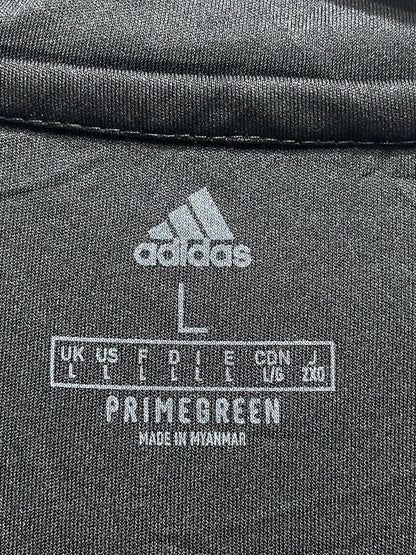 adidas
L
UK US F D I E CDN J
L L L L L L L/G 2XO
PRIMEGREEN
MADE IN MYANMAR